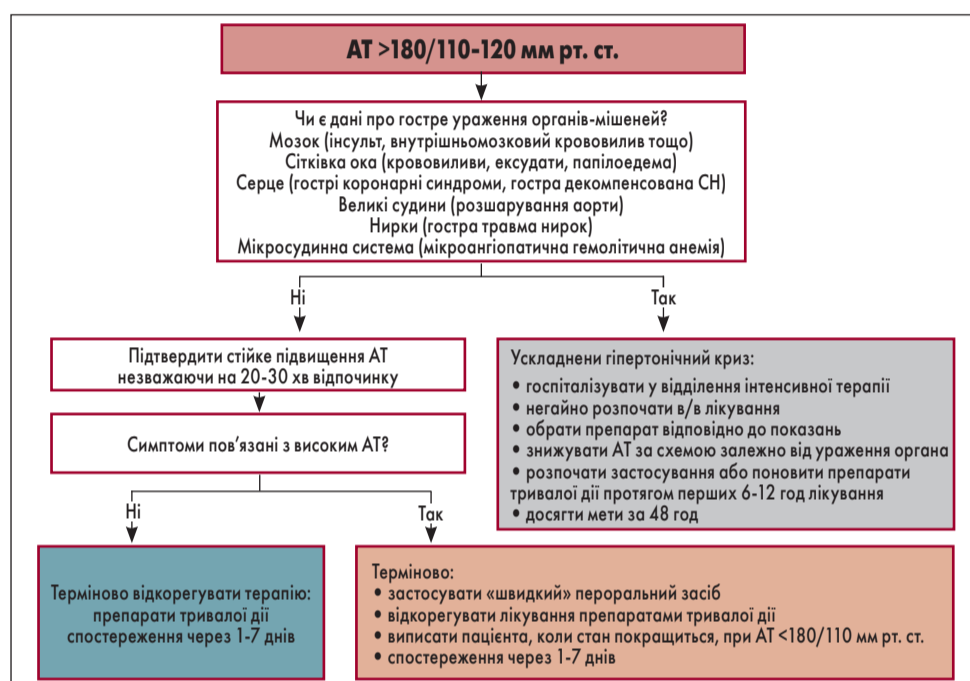 АТ >180/110-120 мм рт. ст.
Чи є дані про гостре ураження органів-мішеней?
Мозок (інсульт, внутрішньомозковий крововилив тощо)
Сітківка ока (крововиливи, ексудати, папілоедема)
Серце (гострі коронарні синдроми, гостра декомпенсована СН)
Великі судини (розшарування аорти)
Нирки (гостра травма нирок)
Мікросудинна система (мікроангіопатична гемолітична анемія)
Ні
Так
Підтвердити стійке підвищення АТ
незважаючи на 20-30 хв відпочинку
Симптоми пов’язані з високим АТ?
Ускладнени гіпертонічний криз:
• госпіталізувати у відділення інтенсивної терапії
• негайно розпочати в/в лікування
• обрати препарат відповідно до показань
• знижувати АТ за схемою залежно від ураження органа
• розпочати застосування або поновити препарати
тривалої дії протягом перших 6-12 год лікування
• досягти мети за 48 год
Ні
Так
Терміново відкорегувати терапію:
препарати тривалої дії
спостереження через 1-7 днів
Терміново:
• застосувати «швидкий» пероральний засіб
• відкорегувати лікування препаратами тривалої дії
• виписати пацієнта, коли стан покращиться, при АТ <180/110 мм рт. ст.
• спостереження через 1-7 днів